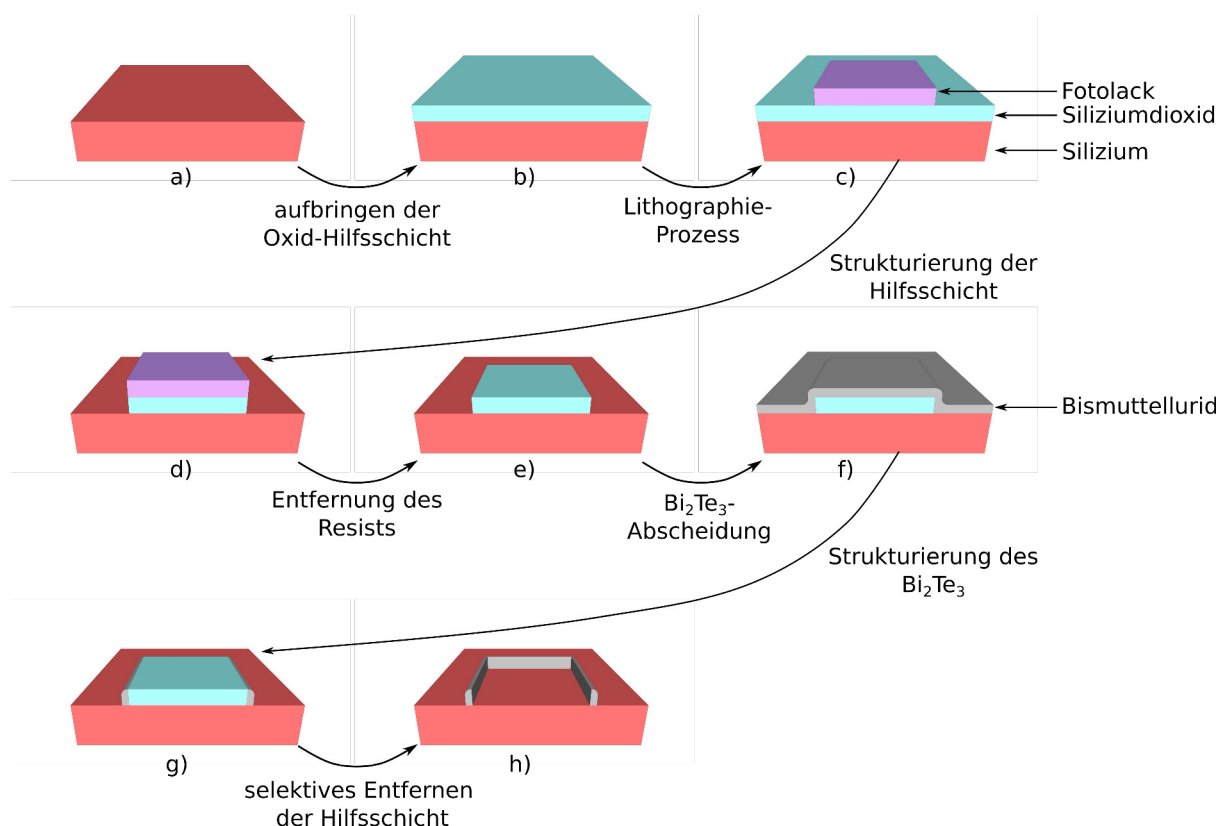 Fotolack
Siliziumdioxid
Silizium
a)
b)
c)
aufbringen der
Oxid-Hilfsschicht
Lithographie-
Prozess
Strukturierung der
Hilfsschicht
Bismuttellurid
d)
e)
f)
Entfernung des
Resists
Bi₂Te₃-
Abscheidung
Strukturierung des
Bi₂Te₃
g)
h)
selektives Entfernen
der Hilfsschicht